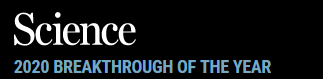 Science
2020 BREAKTHROUGH OF THE YEAR